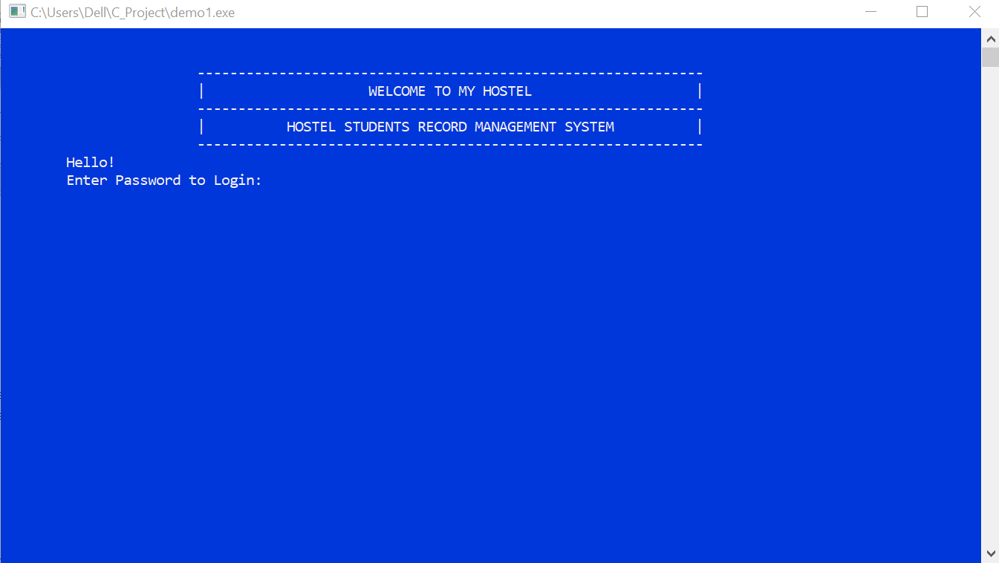 C:\Users\Dell\C_Project\demo1.exe
--------------------------------------------------------------
|                    WELCOME TO MY HOSTEL                    |
--------------------------------------------------------------
|          HOSTEL STUDENTS RECORD MANAGEMENT SYSTEM          |
--------------------------------------------------------------
Hello!
Enter Password to Login: